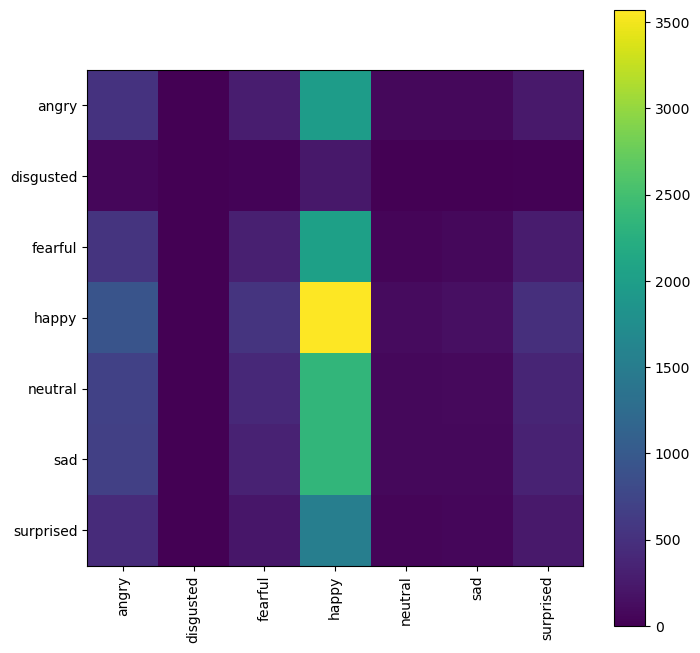 angry
disgusted
fearful
happy
neutral
sad
surprised
angry
disgusted
fearful
happy
neutral
sad
surprised
3500
3000
2500
2000
1500
1000
500
0